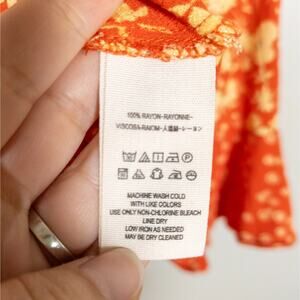 100% RAYON-RAYONNE-
VISCOSA-RAIOM-人造絲-レーヨン
MACHINE WASH COLD
WITH LIKE COLORS
USE ONLY NON-CHLORINE BLEACH
LINE DRY
LOW IRON AS NEEDED
MAY BE DRY CLEANED